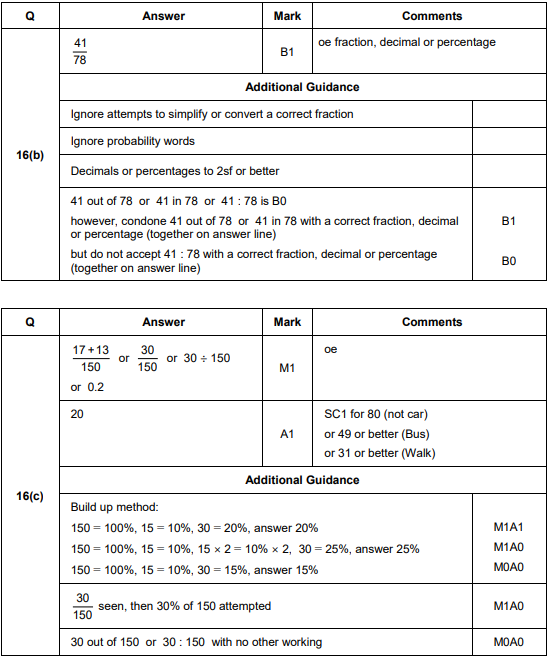 Q Answer Mark Comments
41
78
B1
oe fraction, decimal or percentage
Additional Guidance
Ignore attempts to simplify or convert a correct fraction
Ignore probability words
16(b)
Decimals or percentages to 2sf or better
41 out of 78 or 41 in 78 or 41 : 78 is B0
however, condone 41 out of 78 or 41 in 78 with a correct fraction, decimal B1
or percentage (together on answer line)
but do not accept 41 : 78 with a correct fraction, decimal or percentage B0
(together on answer line)
Q Answer Mark Comments
17 + 13
150
or
30
150
or 30 ÷ 150
or 0.2
M1
oe
20
A1
SC1 for 80 (not car)
or 49 or better (Bus)
or 31 or better (Walk)
Additional Guidance
16(c)
Build up method:
150 = 100%, 15 = 10%, 30 = 20%, answer 20% M1A1
150 = 100%, 15 = 10%, 15 × 2 = 10% × 2, 30 = 25%, answer 25% M1A0
150 = 100%, 15 = 10%, 30 = 15%, answer 15% M0A0
30
150
seen, then 30% of 150 attempted M1A0
30 out of 150 or 30 : 150 with no other working M0A0